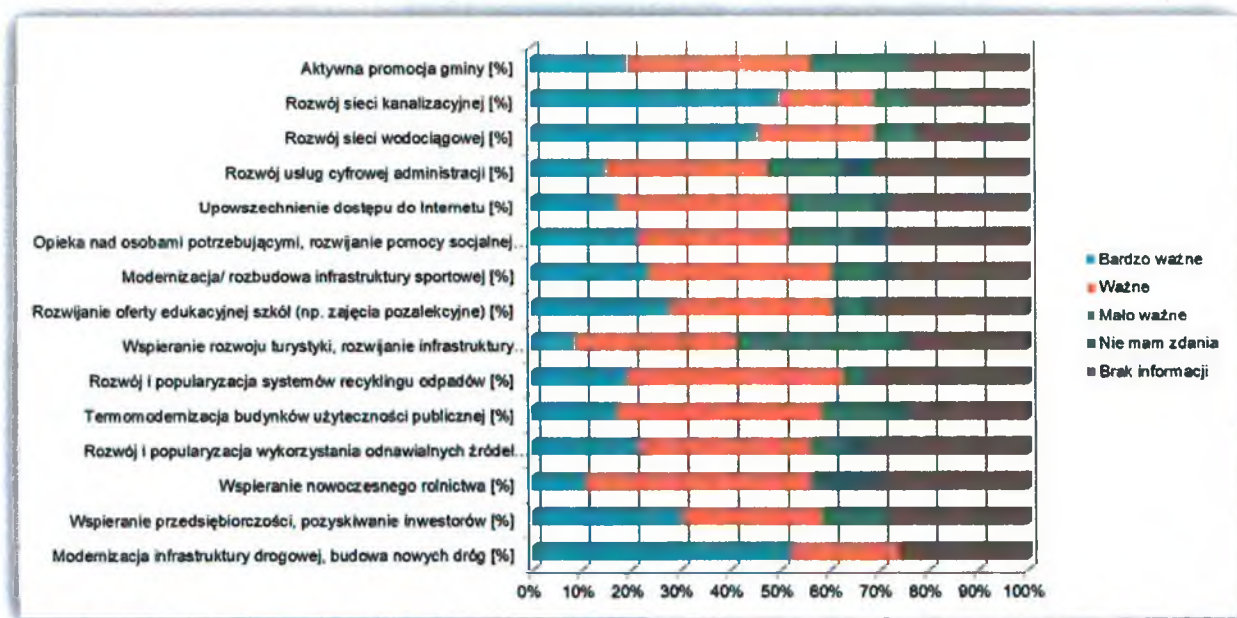 Aktywna promocja gminy [%]
Rozwój sieci kanalizacyjnej [%]
Rozwój sieci wodociągowej [%]
Rozwój usług cyfrowej administracji [%]
Upowszechnienie dostępu do Internetu [%]
Opieka nad osobami potrzebującymi, rozwijanie pomocy socjalnej..
Modernizacja/ rozbudowa infrastruktury sportowej [%]
Rozwijanie oferty edukacyjnej szkół (np. zajęcia pozalekcyjne) [%]
Wspieranie rozwoju turystyki, rozwijanie infrastruktury...
Rozwój i popularyzacja systemów recyklingu odpadów [%]
Termomodernizacja budynków użyteczności publicznej [%]
Rozwój i popularyzacja wykorzystania odnawialnych źródeł..
Wspieranie nowoczesnego rolnictwa [%]
Wspieranie przedsiębiorczości, pozyskiwanie inwestorów [%]
Modernizacja infrastruktury drogowej, budowa nowych dróg [%]
0% 10% 20% 30% 40% 50% 60% 70% 80% 90% 100%
Bardzo ważne
Ważne
Mało ważne
Nie mam zdania
Brak informacji